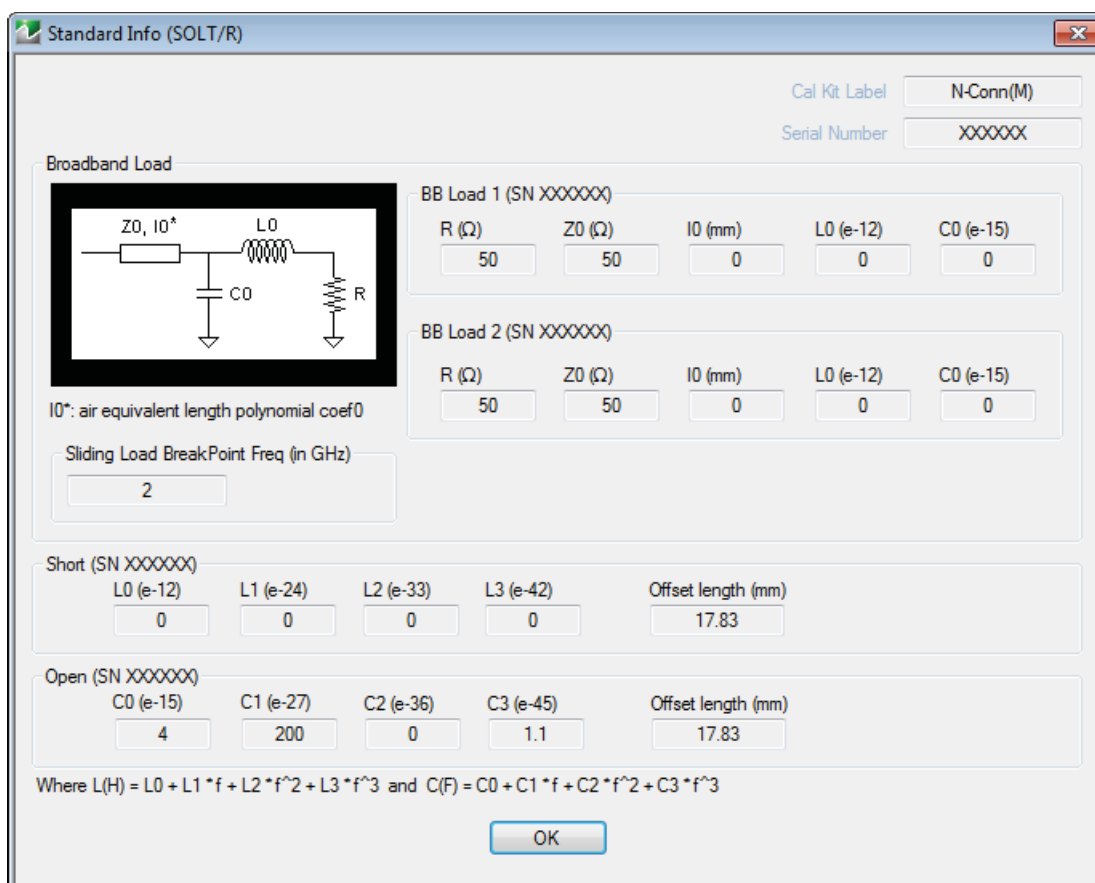 Standard Info (SOLT/R)
Cal Kit Label N-Conn(M)
Serial Number XXXXXX
Broadband Load
Z0, I0* L0
C0 R
I0*: air equivalent length polynomial coef0
Sliding Load BreakPoint Freq (in GHz)
2
BB Load 1 (SN XXXXXX)
R (Ω) Z0 (Ω) I0 (mm) L0 (e-12) C0 (e-15)
50 50 0 0 0
BB Load 2 (SN XXXXXX)
R (Ω) Z0 (Ω) I0 (mm) L0 (e-12) C0 (e-15)
50 50 0 0 0
Short (SN XXXXXX)
L0 (e-12) L1 (e-24) L2 (e-33) L3 (e-42) Offset length (mm)
0 0 0 0 17.83
Open (SN XXXXXX)
C0 (e-15) C1 (e-27) C2 (e-36) C3 (e-45) Offset length (mm)
4 200 0 1.1 17.83
Where L(H) = L0 + L1 * f + L2 * f^2 + L3 * f^3 and C(F) = C0 + C1 * f + C2 * f^2 + C3 * f^3
OK